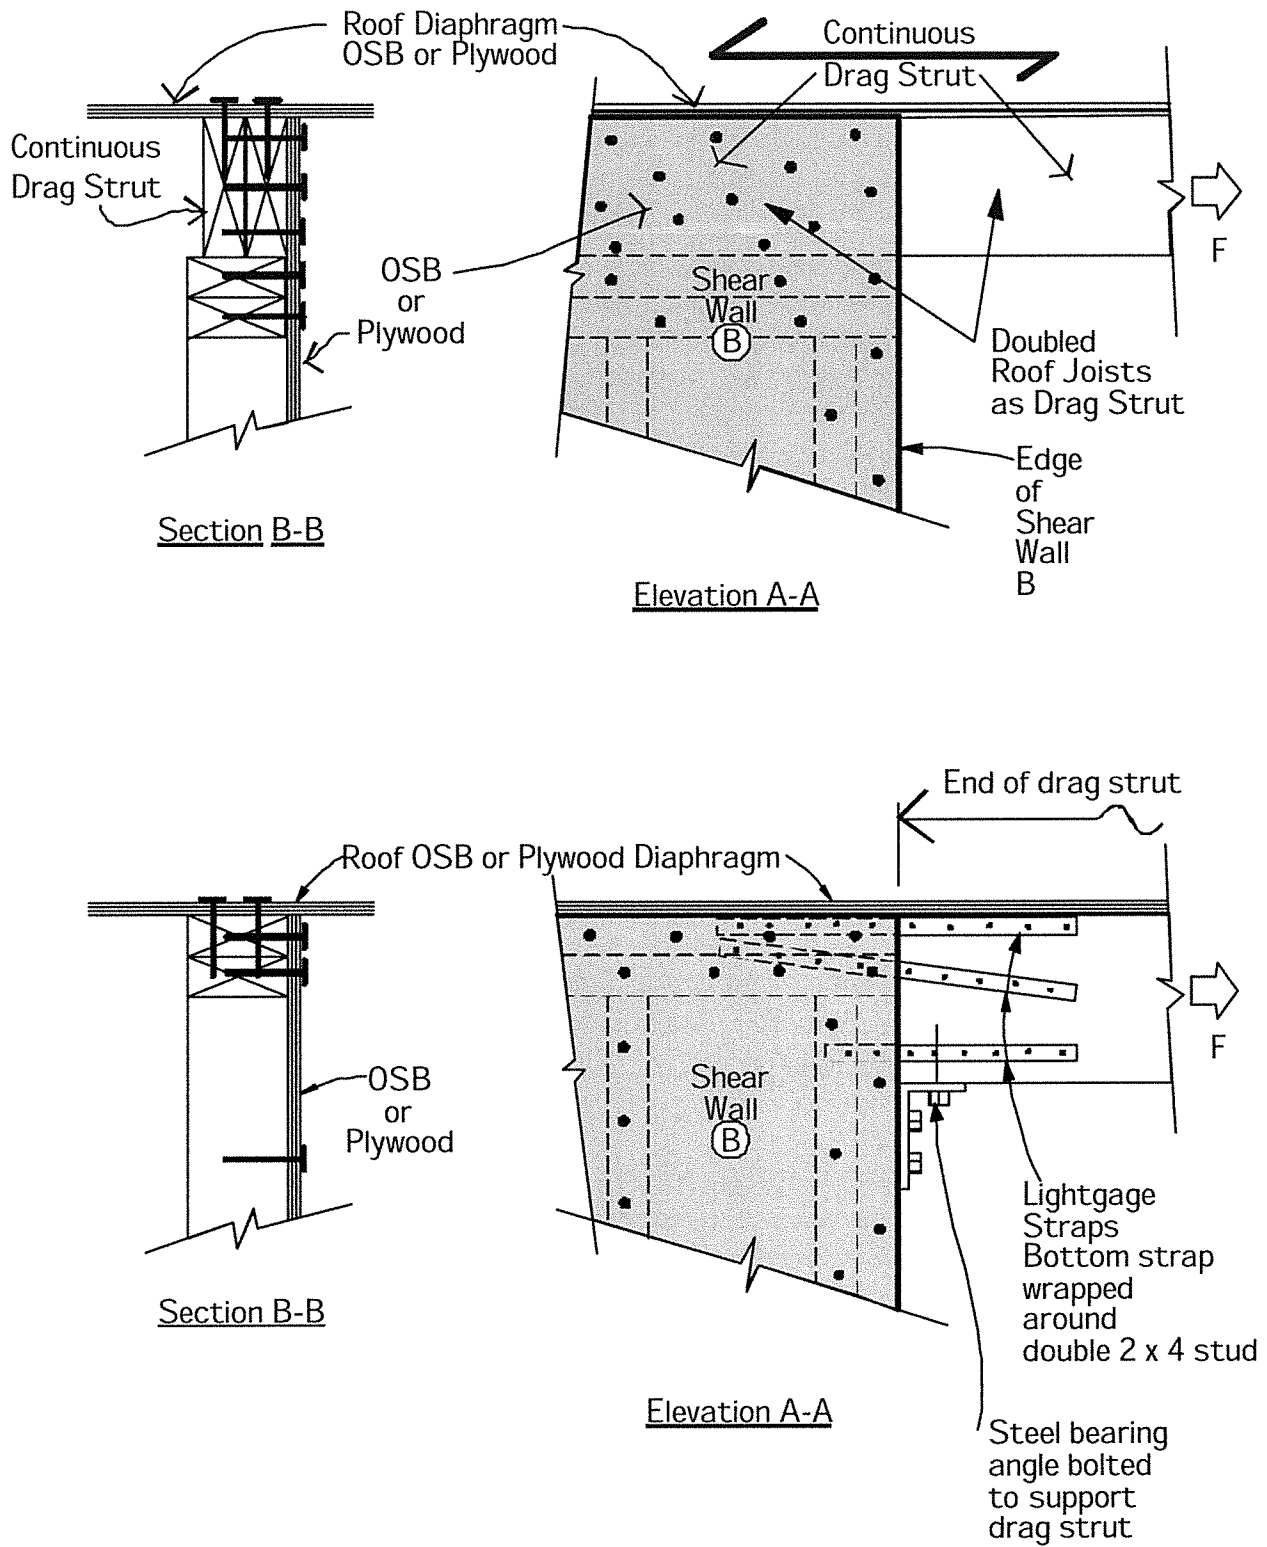 Roof Diaphragm
OSB or Plywood
Continuous
Drag Strut
Continuous
Drag Strut
OSB
or
Plywood
Shear
Wall
B
F
Doubled
Roof Joists
as Drag Strut
Edge
of
Shear
Wall
B
Section B-B
Elevation A-A
End of drag strut
Roof OSB or Plywood Diaphragm
F
OSB
or
Plywood
Shear
Wall
B
Lightgage
Straps
Bottom strap
wrapped
around
double 2 x 4 stud
Section B-B
Elevation A-A
Steel bearing
angle bolted
to support
drag strut